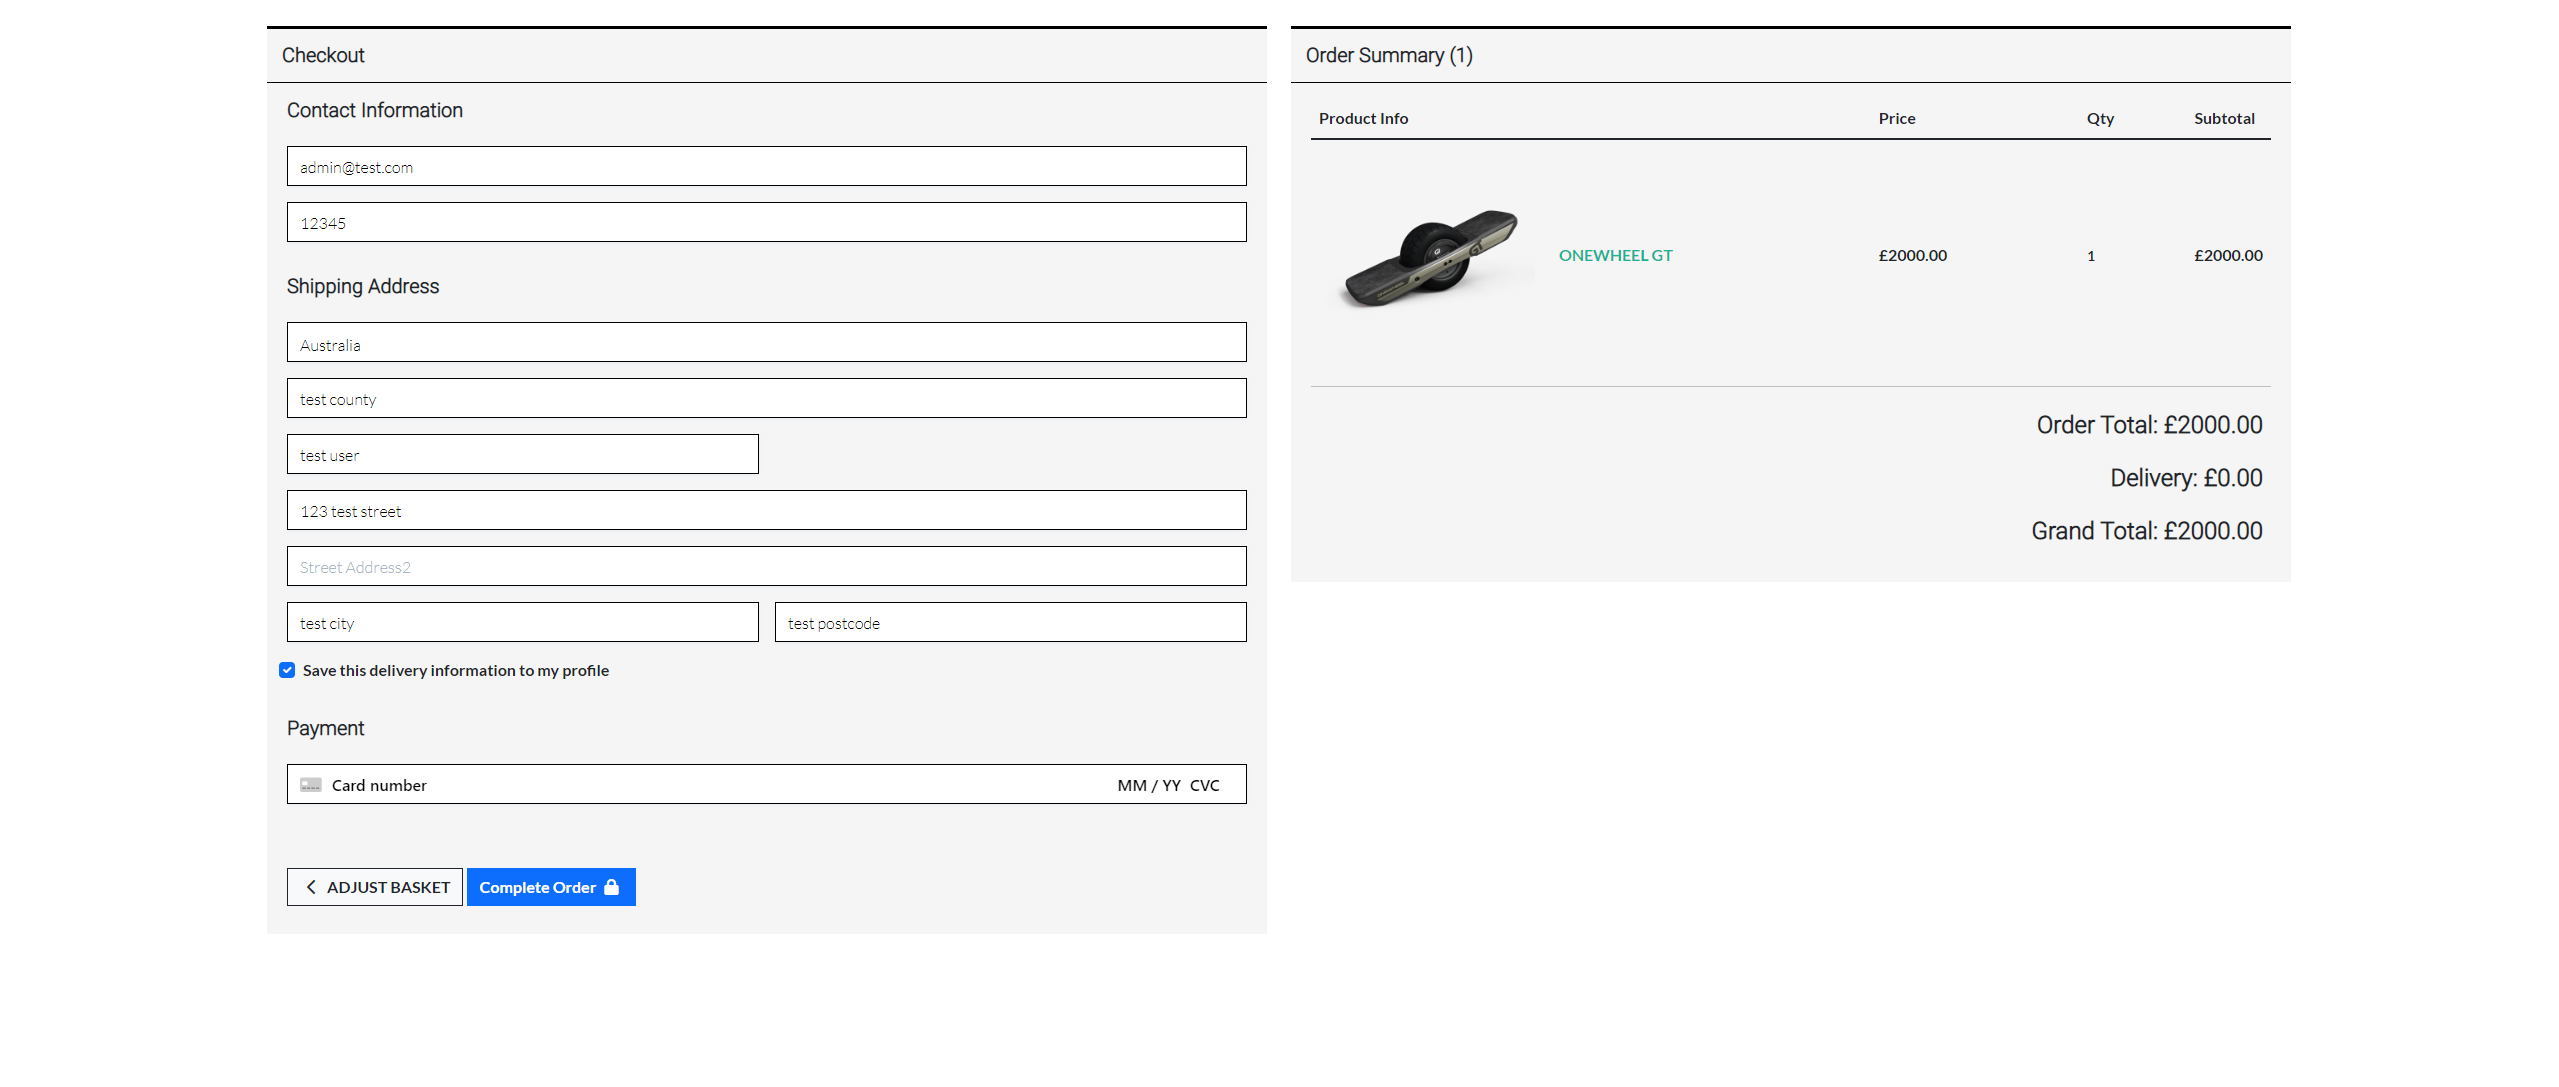 Checkout
Contact Information
admin@test.com
12345
Shipping Address
Australia
test county
test user
123 test street
Street Address2
test city test postcode
Save this delivery information to my profile
Payment
Card number MM / YY CVC
ADJUST BASKET Complete Order
Order Summary (1)
Product Info Price Qty Subtotal
ONEWHEEL GT £2000.00 1 £2000.00
Order Total: £2000.00
Delivery: £0.00
Grand Total: £2000.00